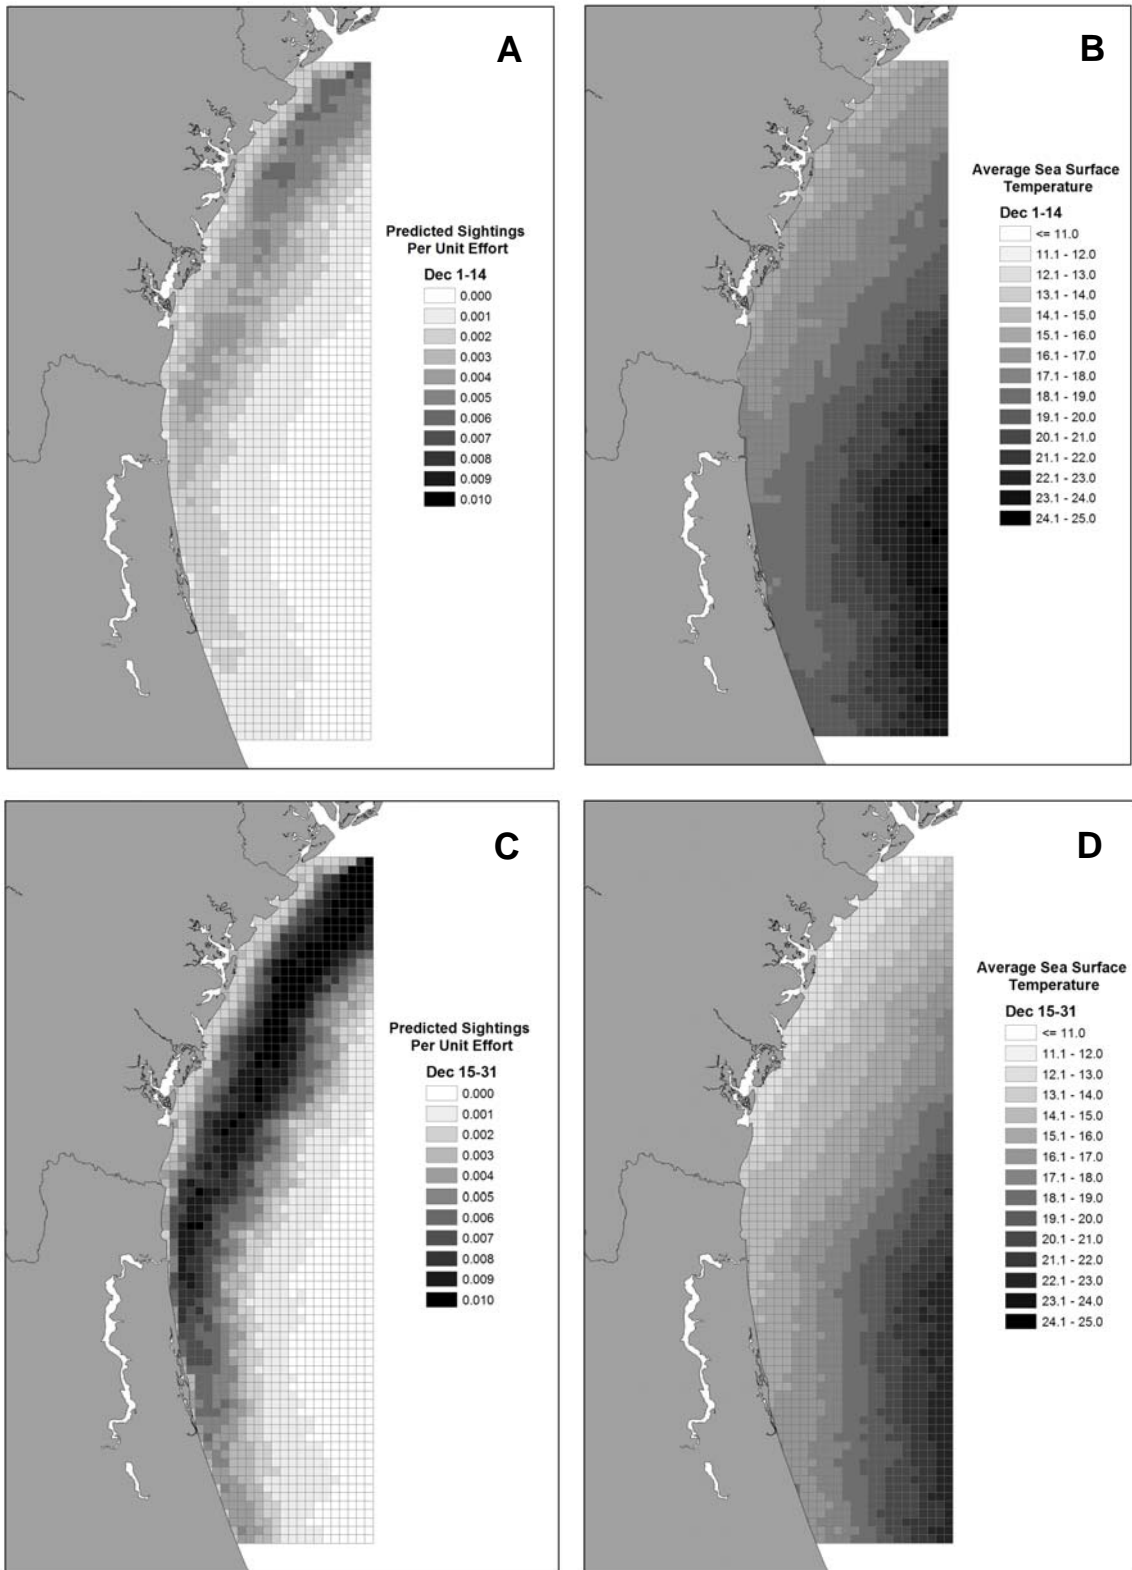 A
Predicted Sightings
Per Unit Effort
Dec 1-14
0.000
0.001
0.002
0.003
0.004
0.005
0.006
0.007
0.008
0.009
0.010
B
Average Sea Surface
Temperature
Dec 1-14
<= 11.0
11.1 - 12.0
12.1 - 13.0
13.1 - 14.0
14.1 - 15.0
15.1 - 16.0
16.1 - 17.0
17.1 - 18.0
18.1 - 19.0
19.1 - 20.0
20.1 - 21.0
21.1 - 22.0
22.1 - 23.0
23.1 - 24.0
24.1 - 25.0
C
Predicted Sightings
Per Unit Effort
Dec 15-31
0.000
0.001
0.002
0.003
0.004
0.005
0.006
0.007
0.008
0.009
0.010
D
Average Sea Surface
Temperature
Dec 15-31
<= 11.0
11.1 - 12.0
12.1 - 13.0
13.1 - 14.0
14.1 - 15.0
15.1 - 16.0
16.1 - 17.0
17.1 - 18.0
18.1 - 19.0
19.1 - 20.0
20.1 - 21.0
21.1 - 22.0
22.1 - 23.0
23.1 - 24.0
24.1 - 25.0